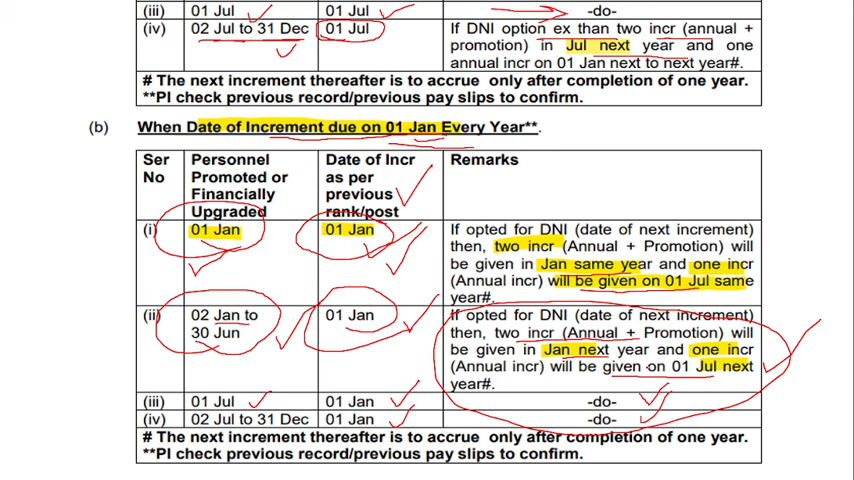 (iii) 01 Jul 01 Jul -do-
(iv) 02 Jul to 31 Dec 01 Jul If DNI option ex than two incr (annual +
promotion) in Jul next year and one
annual incr on 01 Jan next to next year#.
# The next increment thereafter is to accrue only after completion of one year.
**PI check previous record/previous pay slips to confirm.
(b) When Date of Increment due on 01 Jan Every Year**.
Ser Personnel Date of Incr Remarks
No Promoted or as per
Financially previous
Upgraded rank/post
(i) 01 Jan 01 Jan If opted for DNI (date of next increment)
then, two incr (Annual + Promotion) will
be given in Jan same year and one incr
(Annual incr) will be given on 01 Jul same
year#.
(ii) 02 Jan to 01 Jan If opted for DNI (date of next increment)
30 Jun then, two incr (Annual + Promotion) will
be given in Jan next year and one incr
(Annual incr) will be given on 01 Jul next
year#.
(iii) 01 Jul 01 Jan -do-
(iv) 02 Jul to 31 Dec 01 Jan -do-
# The next increment thereafter is to accrue only after completion of one year.
**PI check previous record/previous pay slips to confirm.